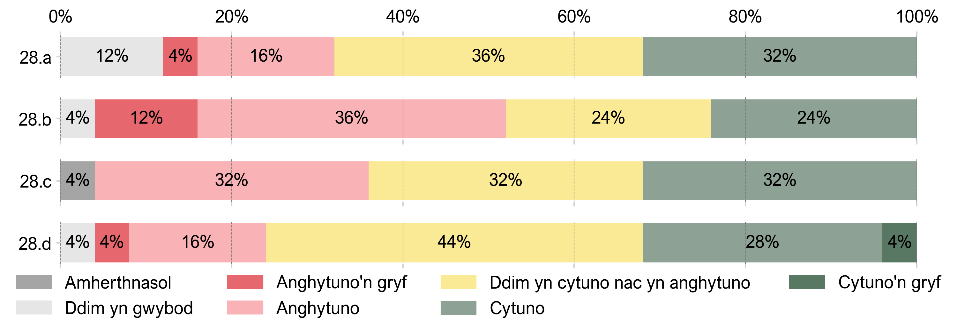 0% 20% 40% 60% 80% 100%
28.a 12% 4% 16% 36% 32%
28.b 4% 12% 36% 24% 24%
28.c 4% 32% 32% 32%
28.d 4% 4% 16% 44% 28% 4%
Amherthnasol Anghytuno'n gryf Ddim yn cytuno nac yn anghytuno Cytuno'n gryf
Ddim yn gwybod Anghytuno Cytuno